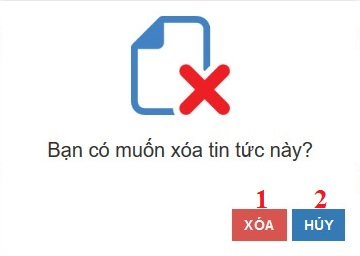 Bạn có muốn xóa tin tức này?
1 2
XÓA HỦY